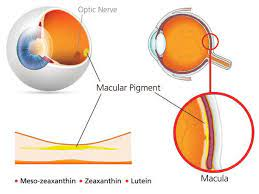 Optic Nerve
Macular Pigment
• Meso-zeaxanthin • Zeaxanthin • Lutein
Macula